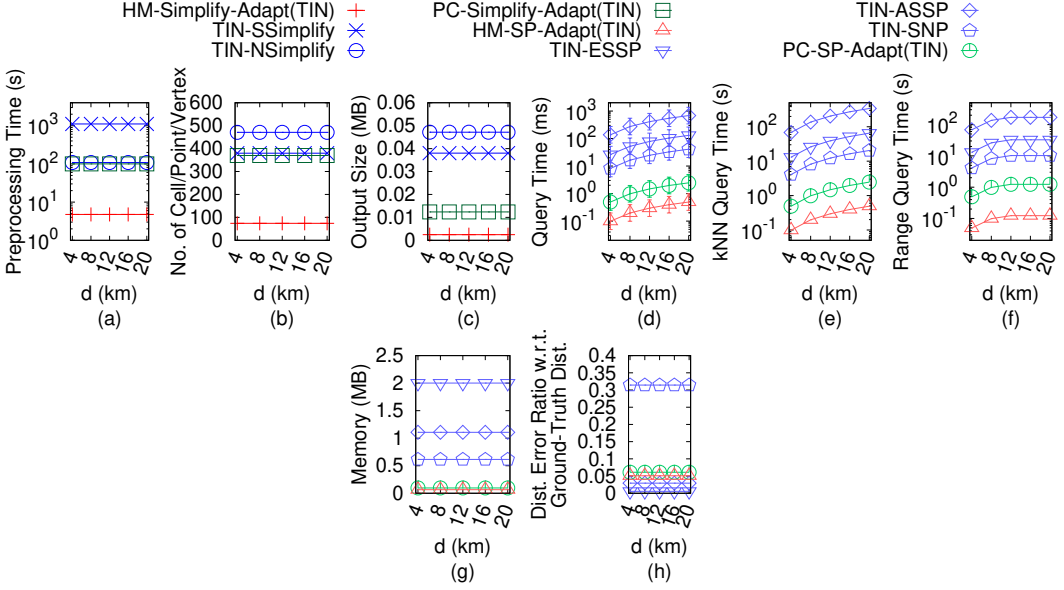 HM-Simplify-Adapt(TIN)
TIN-SSimplify
TIN-NSimplify
PC-Simplify-Adapt(TIN)
HM-SP-Adapt(TIN)
TIN-ESSP
TIN-ASSP
TIN-SNP
PC-SP-Adapt(TIN)
Preprocessing Time (s)
10^3
10^2
10^1
10^0
4 8 12 16 20
d (km)
(a)
No. of Cell/Point/Vertex
600
500
400
300
200
100
0
4 8 12 16 20
d (km)
(b)
Output Size (MB)
0.06
0.05
0.04
0.03
0.02
0.01
0
4 8 12 16 20
d (km)
(c)
Query Time (ms)
10^3
10^2
10^1
10^0
10^-1
4 8 12 16 20
d (km)
(d)
kNN Query Time (s)
10^2
10^1
10^0
10^-1
4 8 12 16 20
d (km)
(e)
Range Query Time (s)
10^2
10^1
10^0
10^-1
4 8 12 16 20
d (km)
(f)
Memory (MB)
2.5
2
1.5
1
0.5
0
4 8 12 16 20
d (km)
(g)
Dist. Error Ratio w.r.t.
Ground-Truth Dist.
0.4
0.35
0.3
0.25
0.2
0.15
0.1
0.05
0
4 8 12 16 20
d (km)
(h)